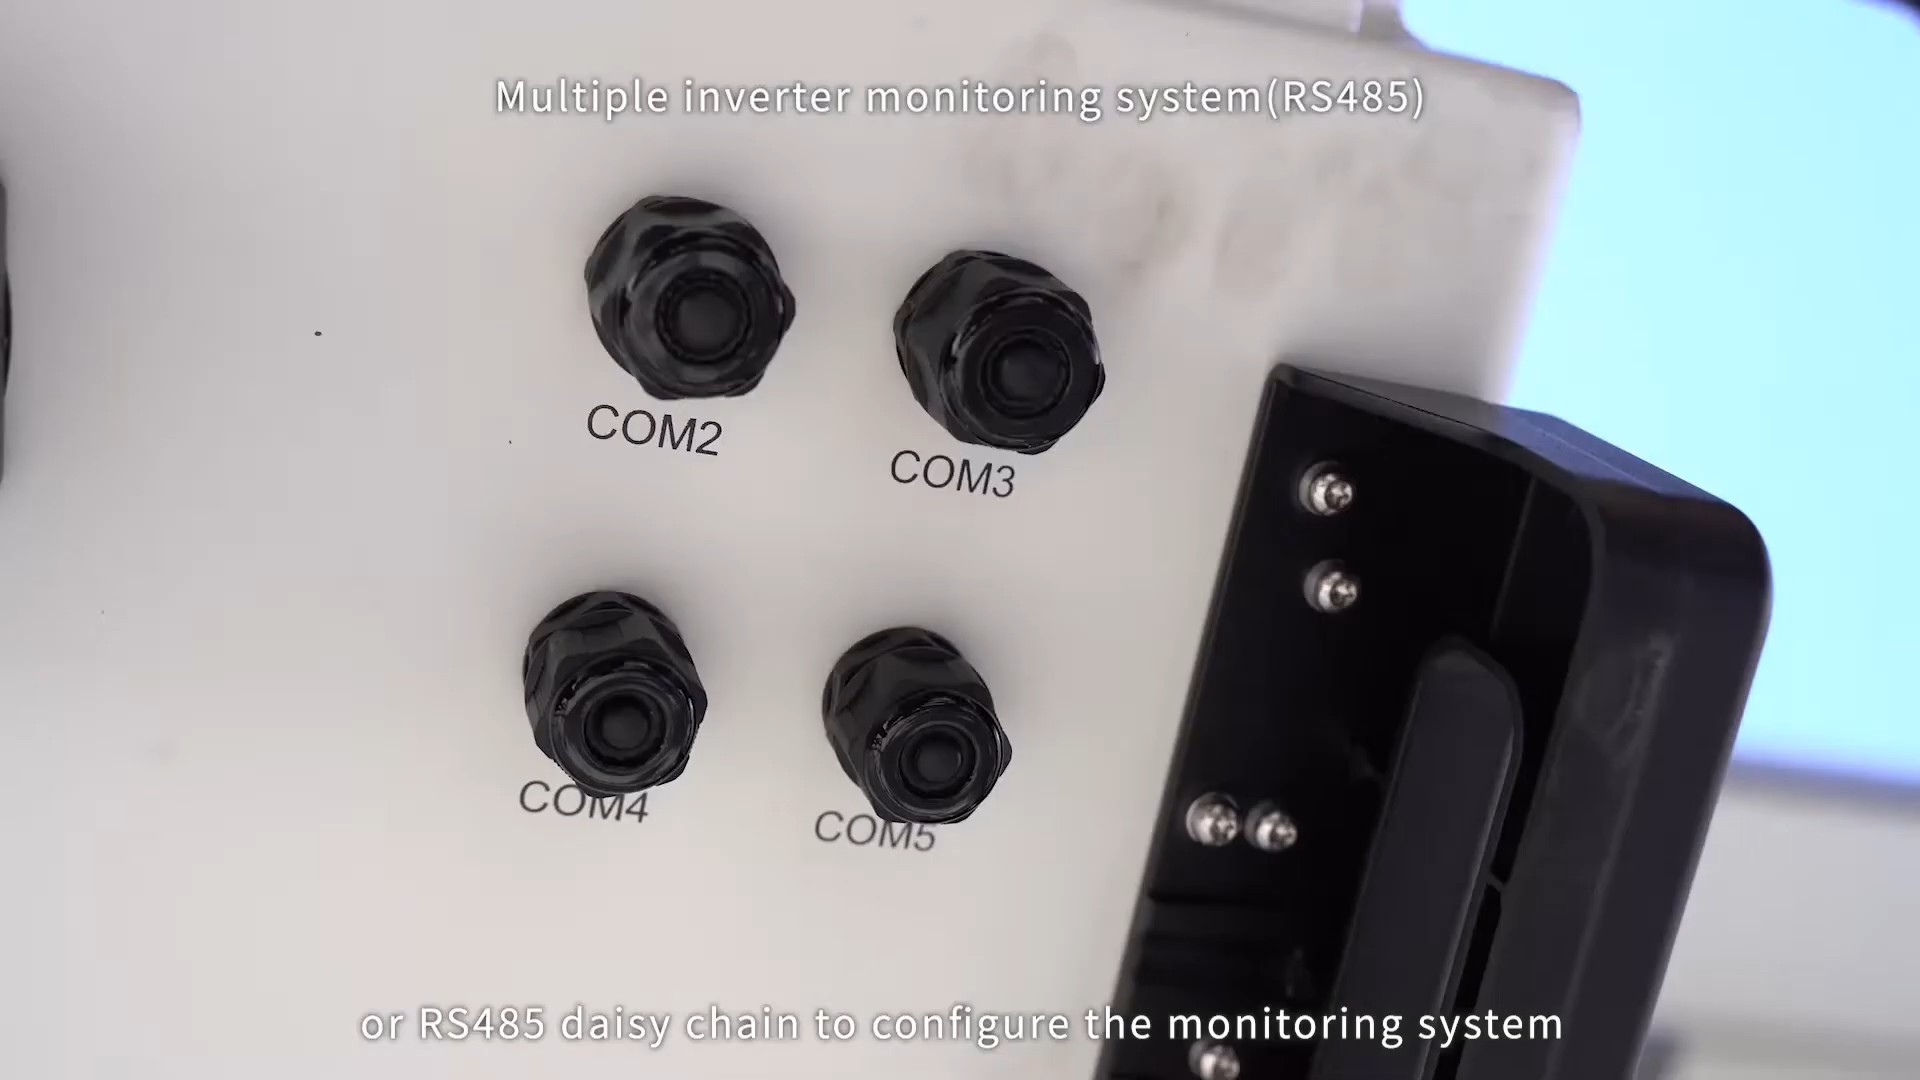 Multiple inverter monitoring system(RS485)
COM2
COM3
COM4
COM5
or RS485 daisy chain to configure the monitoring system